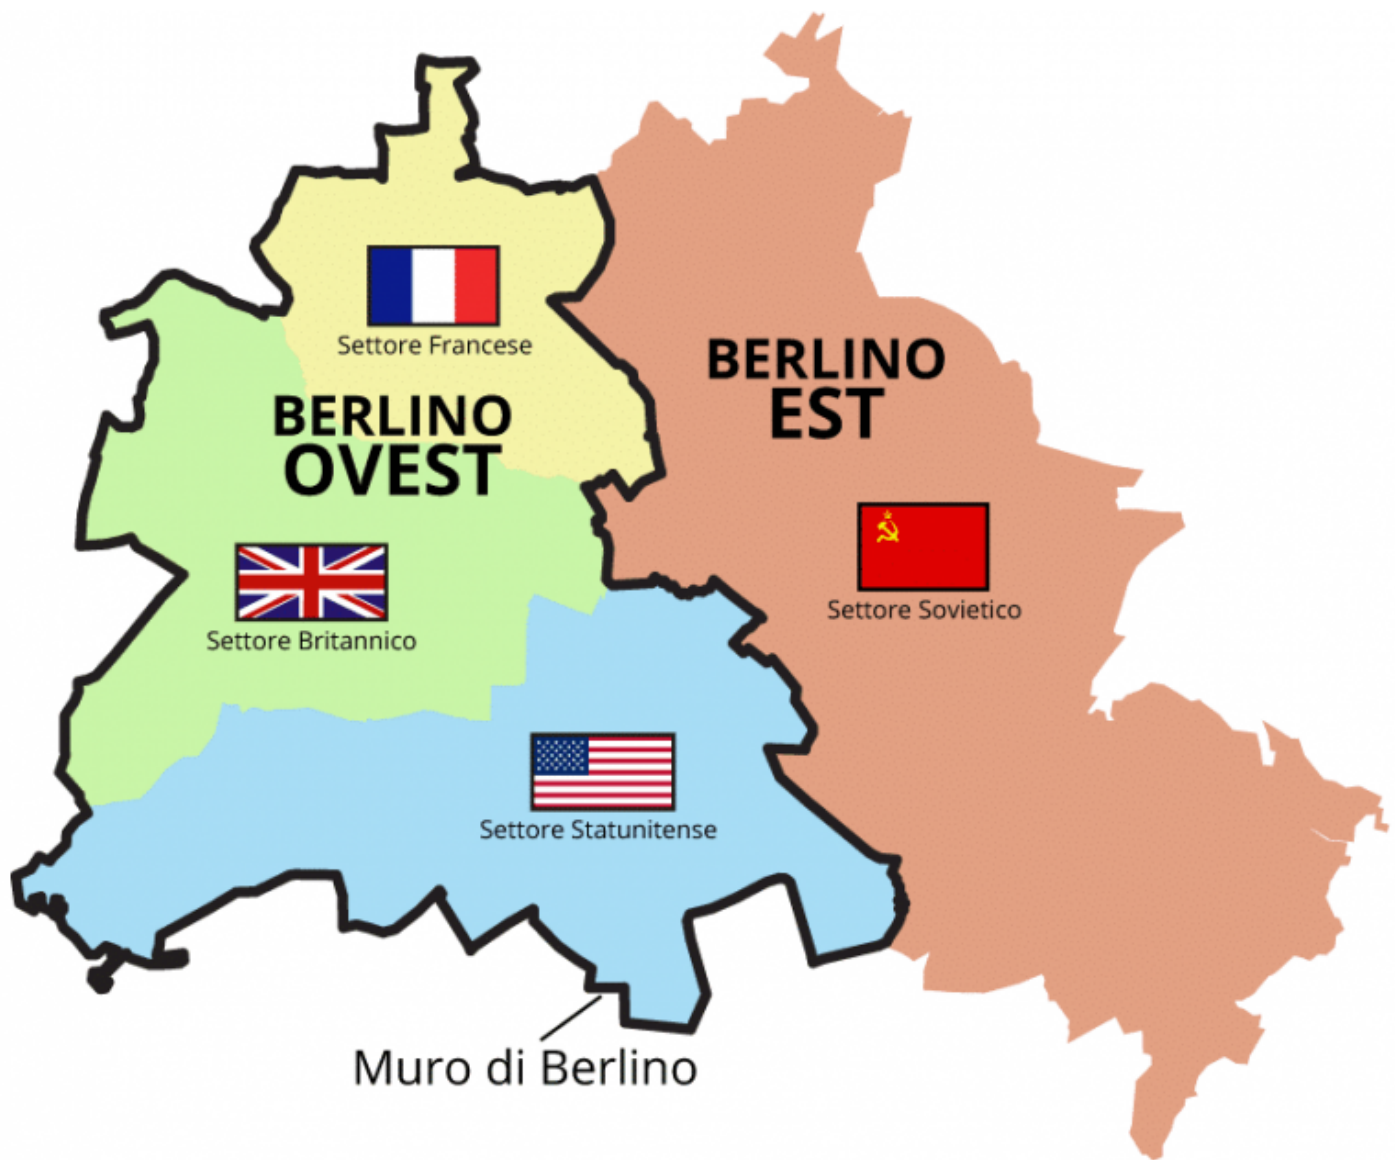 Settore Francese
BERLINO
OVEST
BERLINO
EST
Settore Britannico
Settore Sovietico
Settore Statunitense
Muro di Berlino